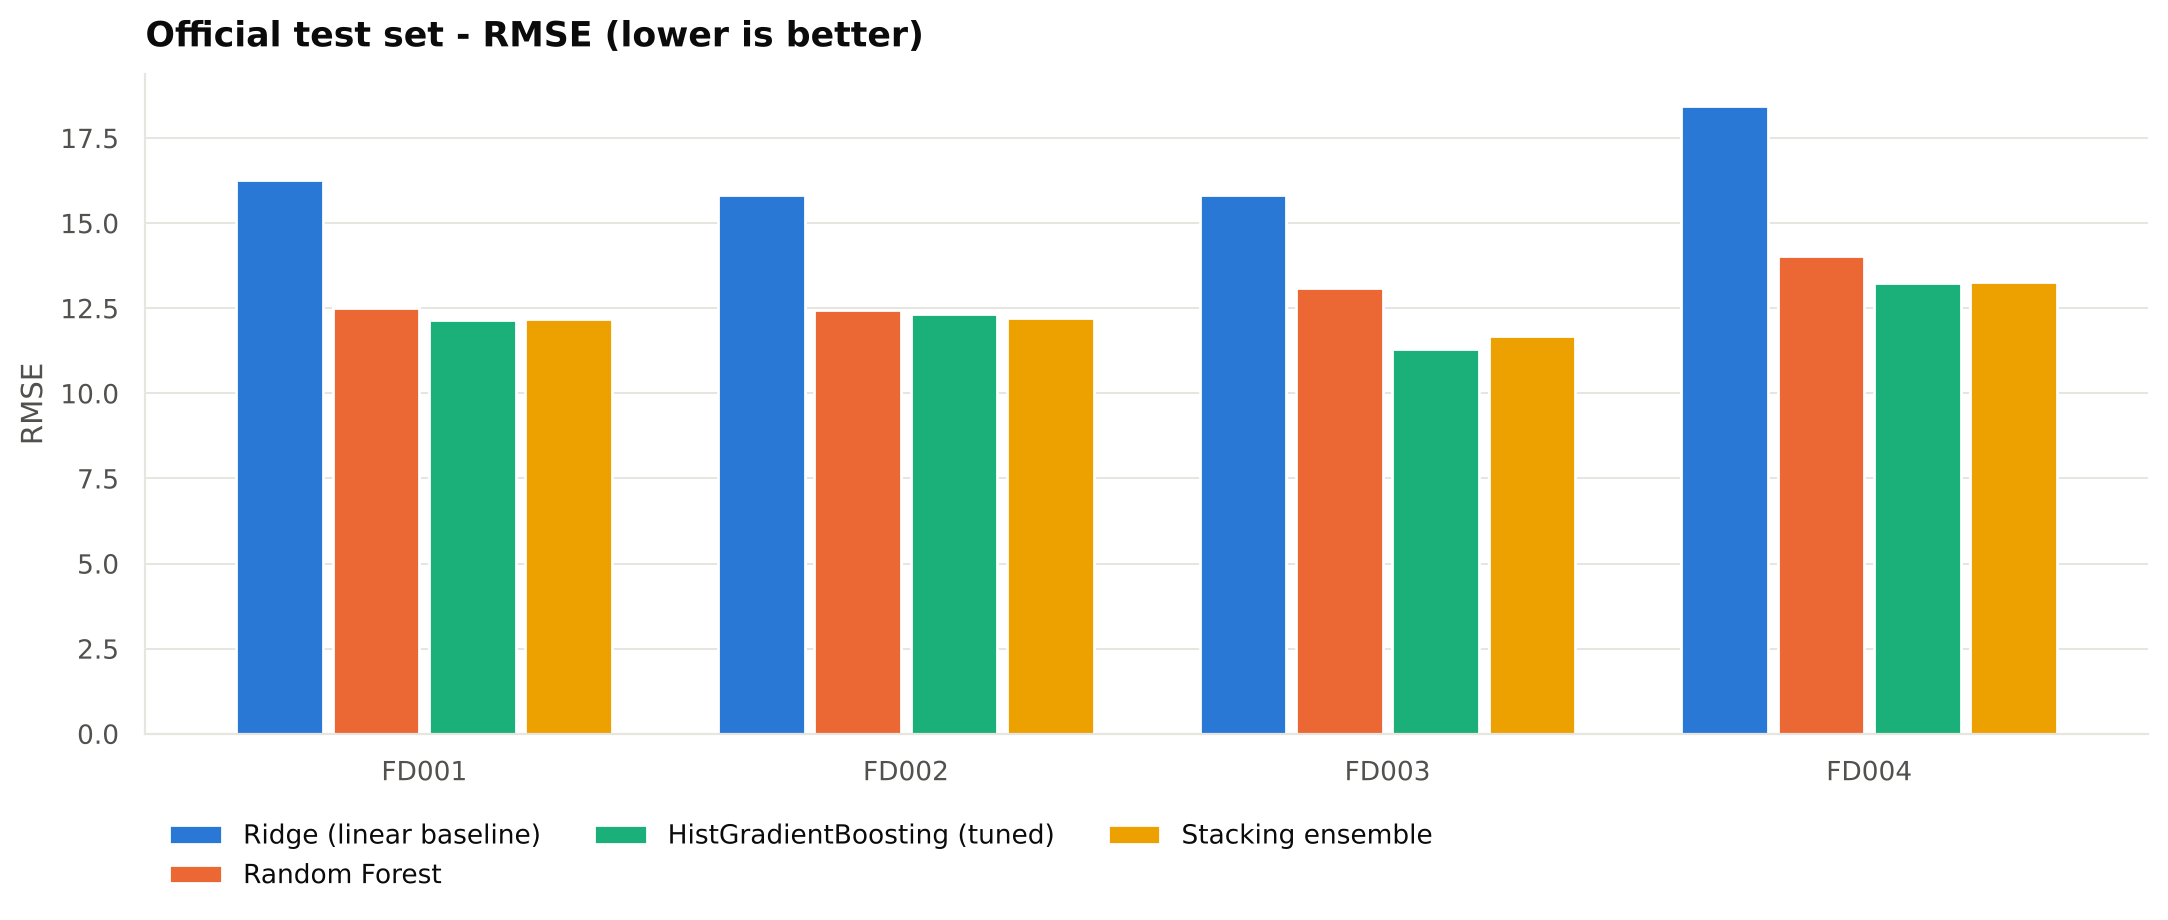 Official test set - RMSE (lower is better)
RMSE
17.5
15.0
12.5
10.0
7.5
5.0
2.5
0.0
FD001 FD002 FD003 FD004
Ridge (linear baseline) HistGradientBoosting (tuned) Stacking ensemble
Random Forest